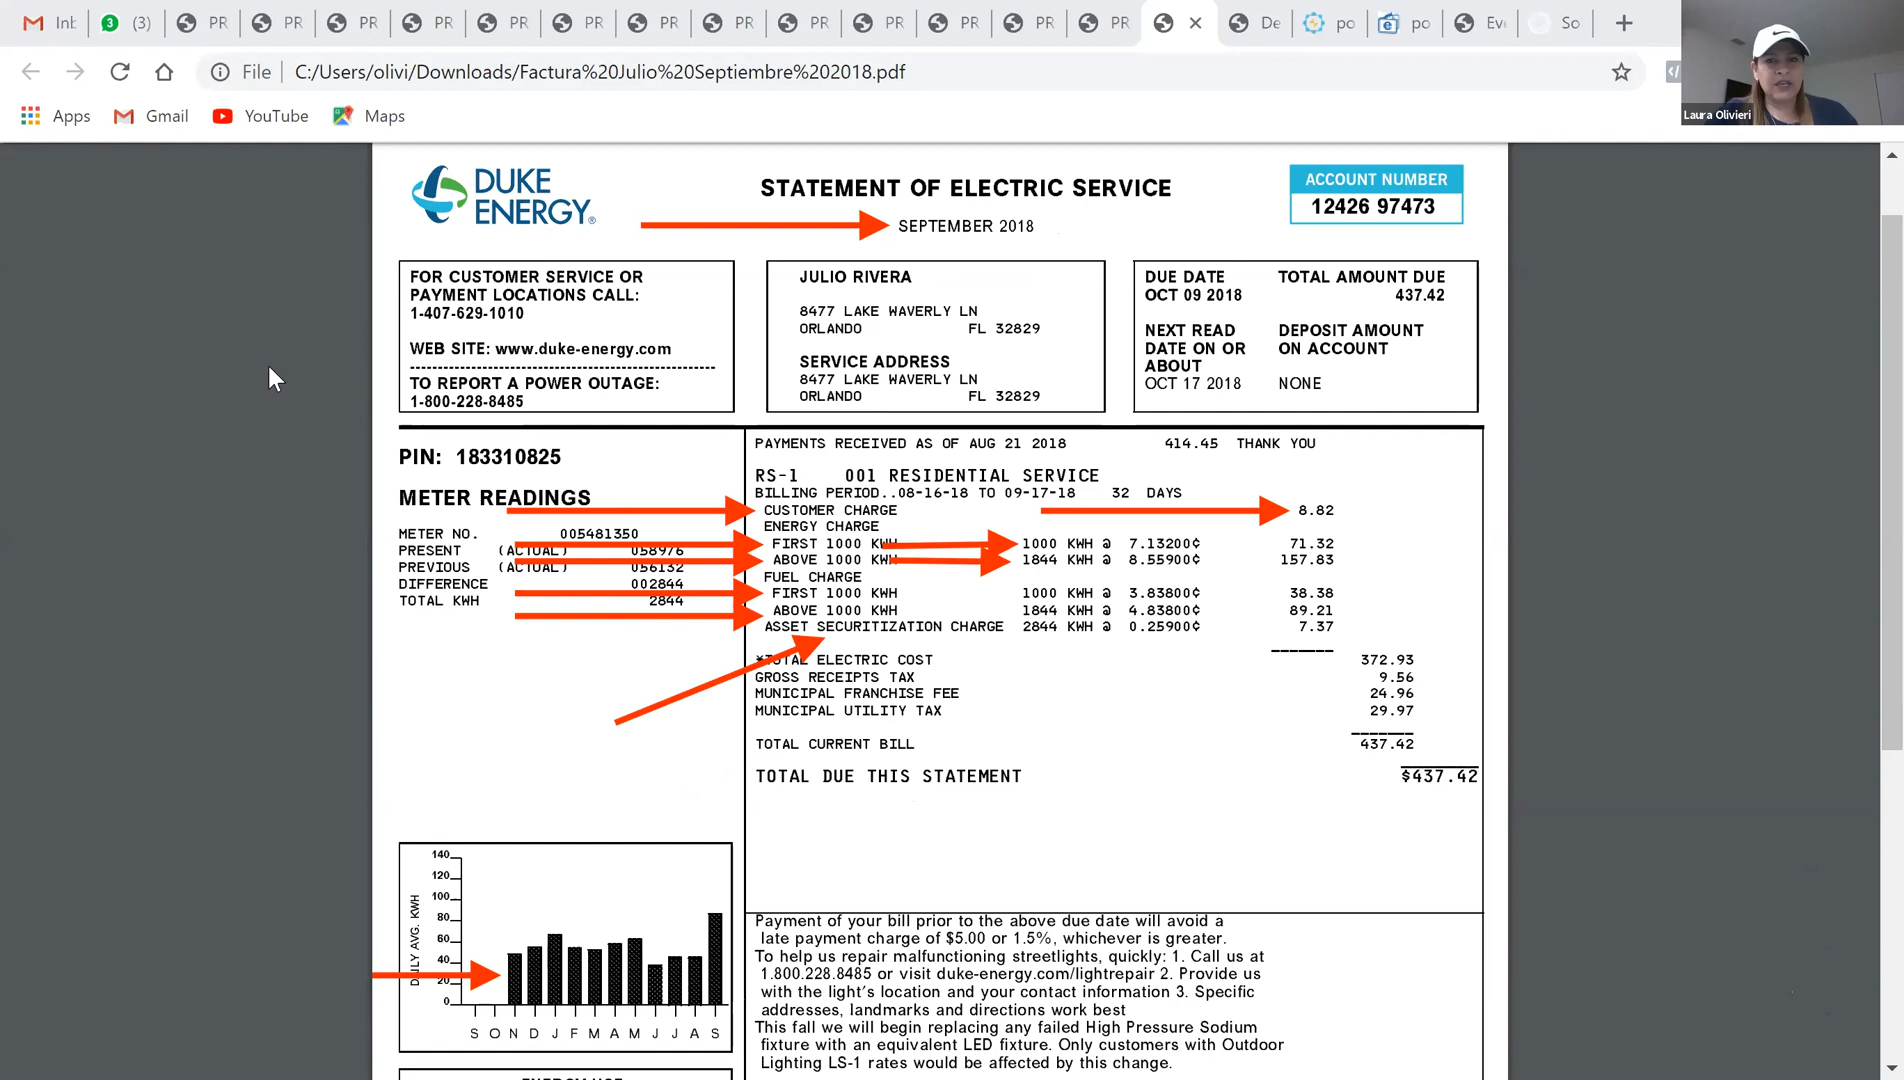 Inb (3) PR PR PR PR PR PR PR PR PR PR PR PR PR De po po Eve So
File C:/Users/olivi/Downloads/Factura%20Julio%20Septiembre%202018.pdf
Apps Gmail YouTube Maps
Laura Olivieri
DUKE ENERGY®
STATEMENT OF ELECTRIC SERVICE
SEPTEMBER 2018
ACCOUNT NUMBER
12426 97473
FOR CUSTOMER SERVICE OR
PAYMENT LOCATIONS CALL:
1-407-629-1010
WEB SITE: www.duke-energy.com
TO REPORT A POWER OUTAGE:
1-800-228-8485
JULIO RIVERA
8477 LAKE WAVERLY LN
ORLANDO FL 32829
SERVICE ADDRESS
8477 LAKE WAVERLY LN
ORLANDO FL 32829
DUE DATE TOTAL AMOUNT DUE
OCT 09 2018 437.42
NEXT READ DEPOSIT AMOUNT
DATE ON OR ON ACCOUNT
ABOUT
OCT 17 2018 NONE
PIN: 183310825
METER READINGS
METER NO. 005481350
PRESENT (ACTUAL) 058976
PREVIOUS (ACTUAL) 056132
DIFFERENCE 002844
TOTAL KWH 2844
PAYMENTS RECEIVED AS OF AUG 21 2018 414.45 THANK YOU
RS-1 001 RESIDENTIAL SERVICE
BILLING PERIOD..08-16-18 TO 09-17-18 32 DAYS
CUSTOMER CHARGE 8.82
ENERGY CHARGE
FIRST 1000 KWH 1000 KWH @ 7.13200¢ 71.32
ABOVE 1000 KWH 1844 KWH @ 8.55900¢ 157.83
FUEL CHARGE
FIRST 1000 KWH 1000 KWH @ 3.83800¢ 38.38
ABOVE 1000 KWH 1844 KWH @ 4.83800¢ 89.21
ASSET SECURITIZATION CHARGE 2844 KWH @ 0.25900¢ 7.37
*TOTAL ELECTRIC COST 372.93
GROSS RECEIPTS TAX 9.56
MUNICIPAL FRANCHISE FEE 24.96
MUNICIPAL UTILITY TAX 29.97
TOTAL CURRENT BILL 437.42
TOTAL DUE THIS STATEMENT $437.42
DAILY AVG. KWH
140
120
100
80
60
40
20
0
S O N D J F M A M J J A S
Payment of your bill prior to the above due date will avoid a
late payment charge of $5.00 or 1.5%, whichever is greater.
To help us repair malfunctioning streetlights, quickly: 1. Call us at
1.800.228.8485 or visit duke-energy.com/lightrepair 2. Provide us
with the light's location and your contact information 3. Specific
addresses, landmarks and directions work best
This fall we will begin replacing any failed High Pressure Sodium
fixture with an equivalent LED fixture. Only customers with Outdoor
Lighting LS-1 rates would be affected by this change.
ENERGY USE